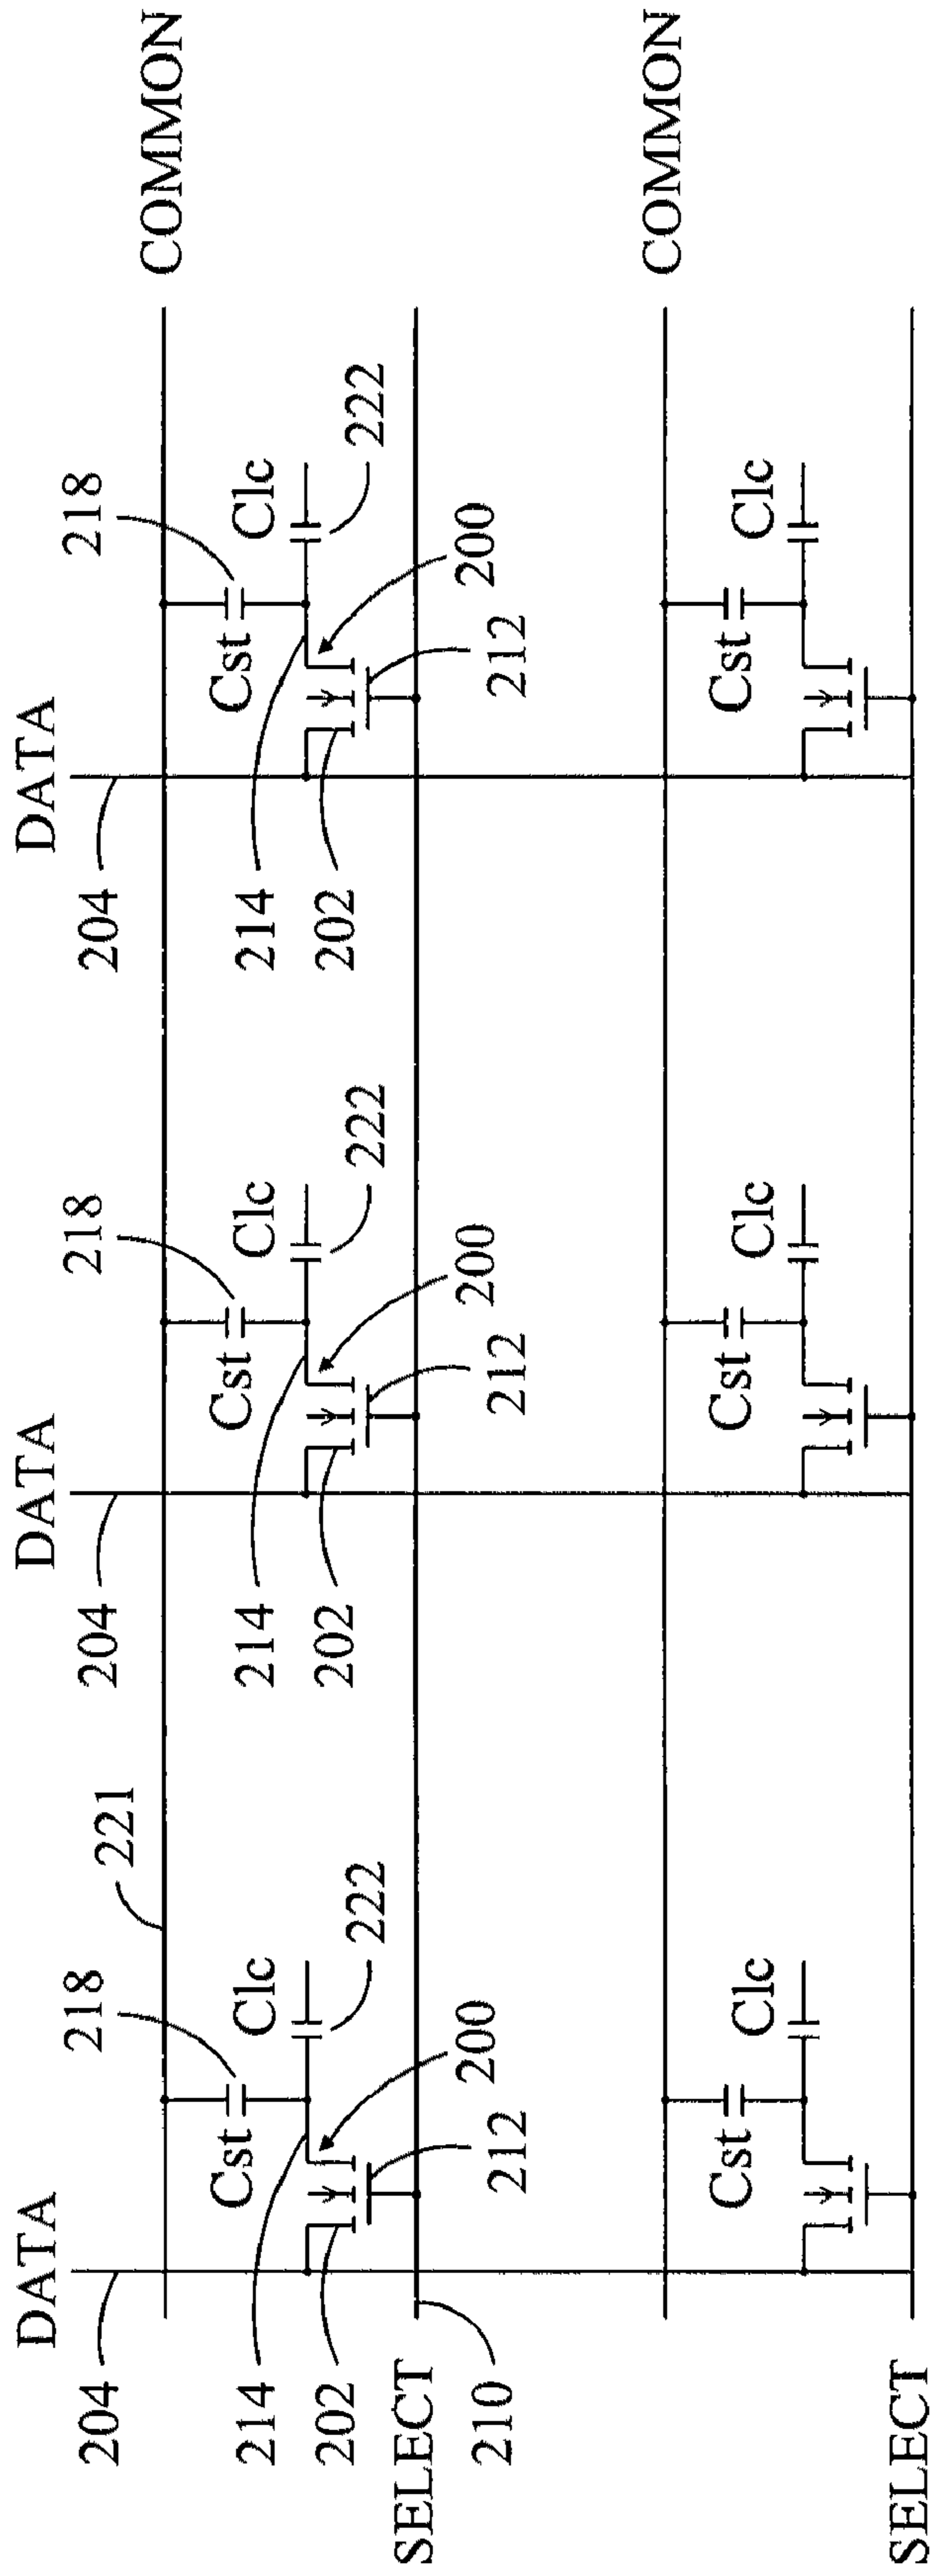 DATA DATA DATA
204 218 221 204 218 204 218
COMMON
Cst Clc Cst Clc Cst Clc
214 214 214
202 222 202 222 202 222
SELECT
200 200 200
210 212 212 212
COMMON
Cst Clc Cst Clc Cst Clc
SELECT